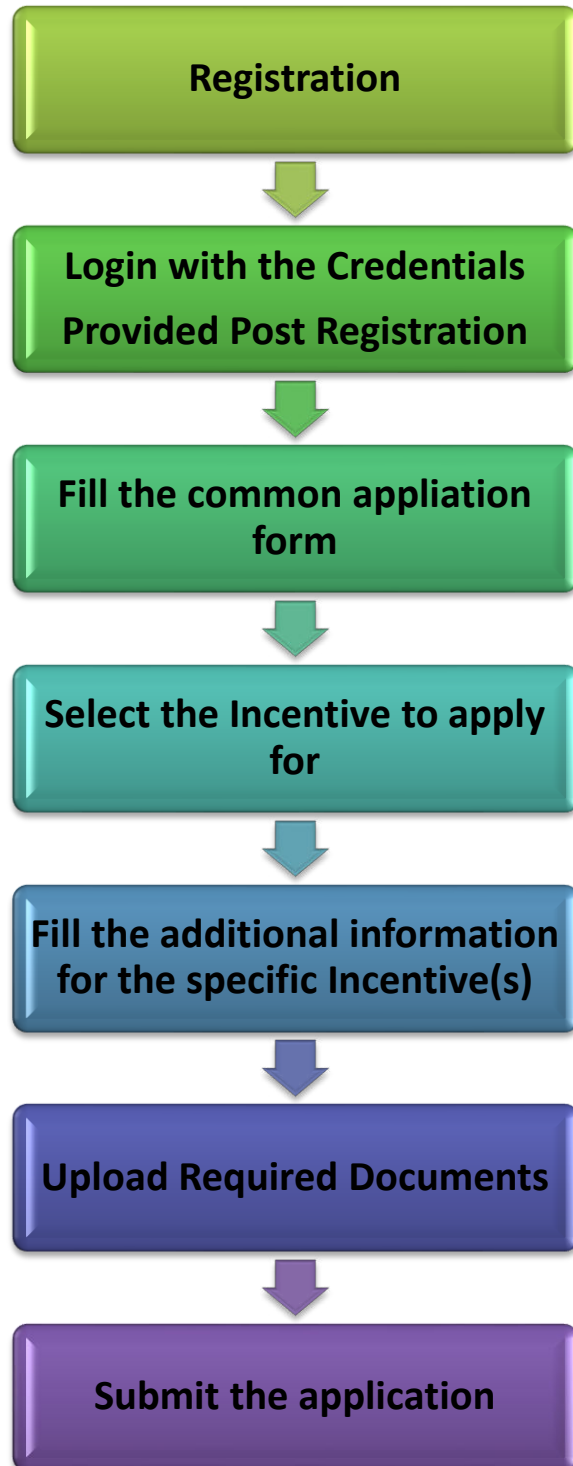 Registration
Login with the Credentials
Provided Post Registration
Fill the common appliation
form
Select the Incentive to apply
for
Fill the additional information
for the specific Incentive(s)
Upload Required Documents
Submit the application